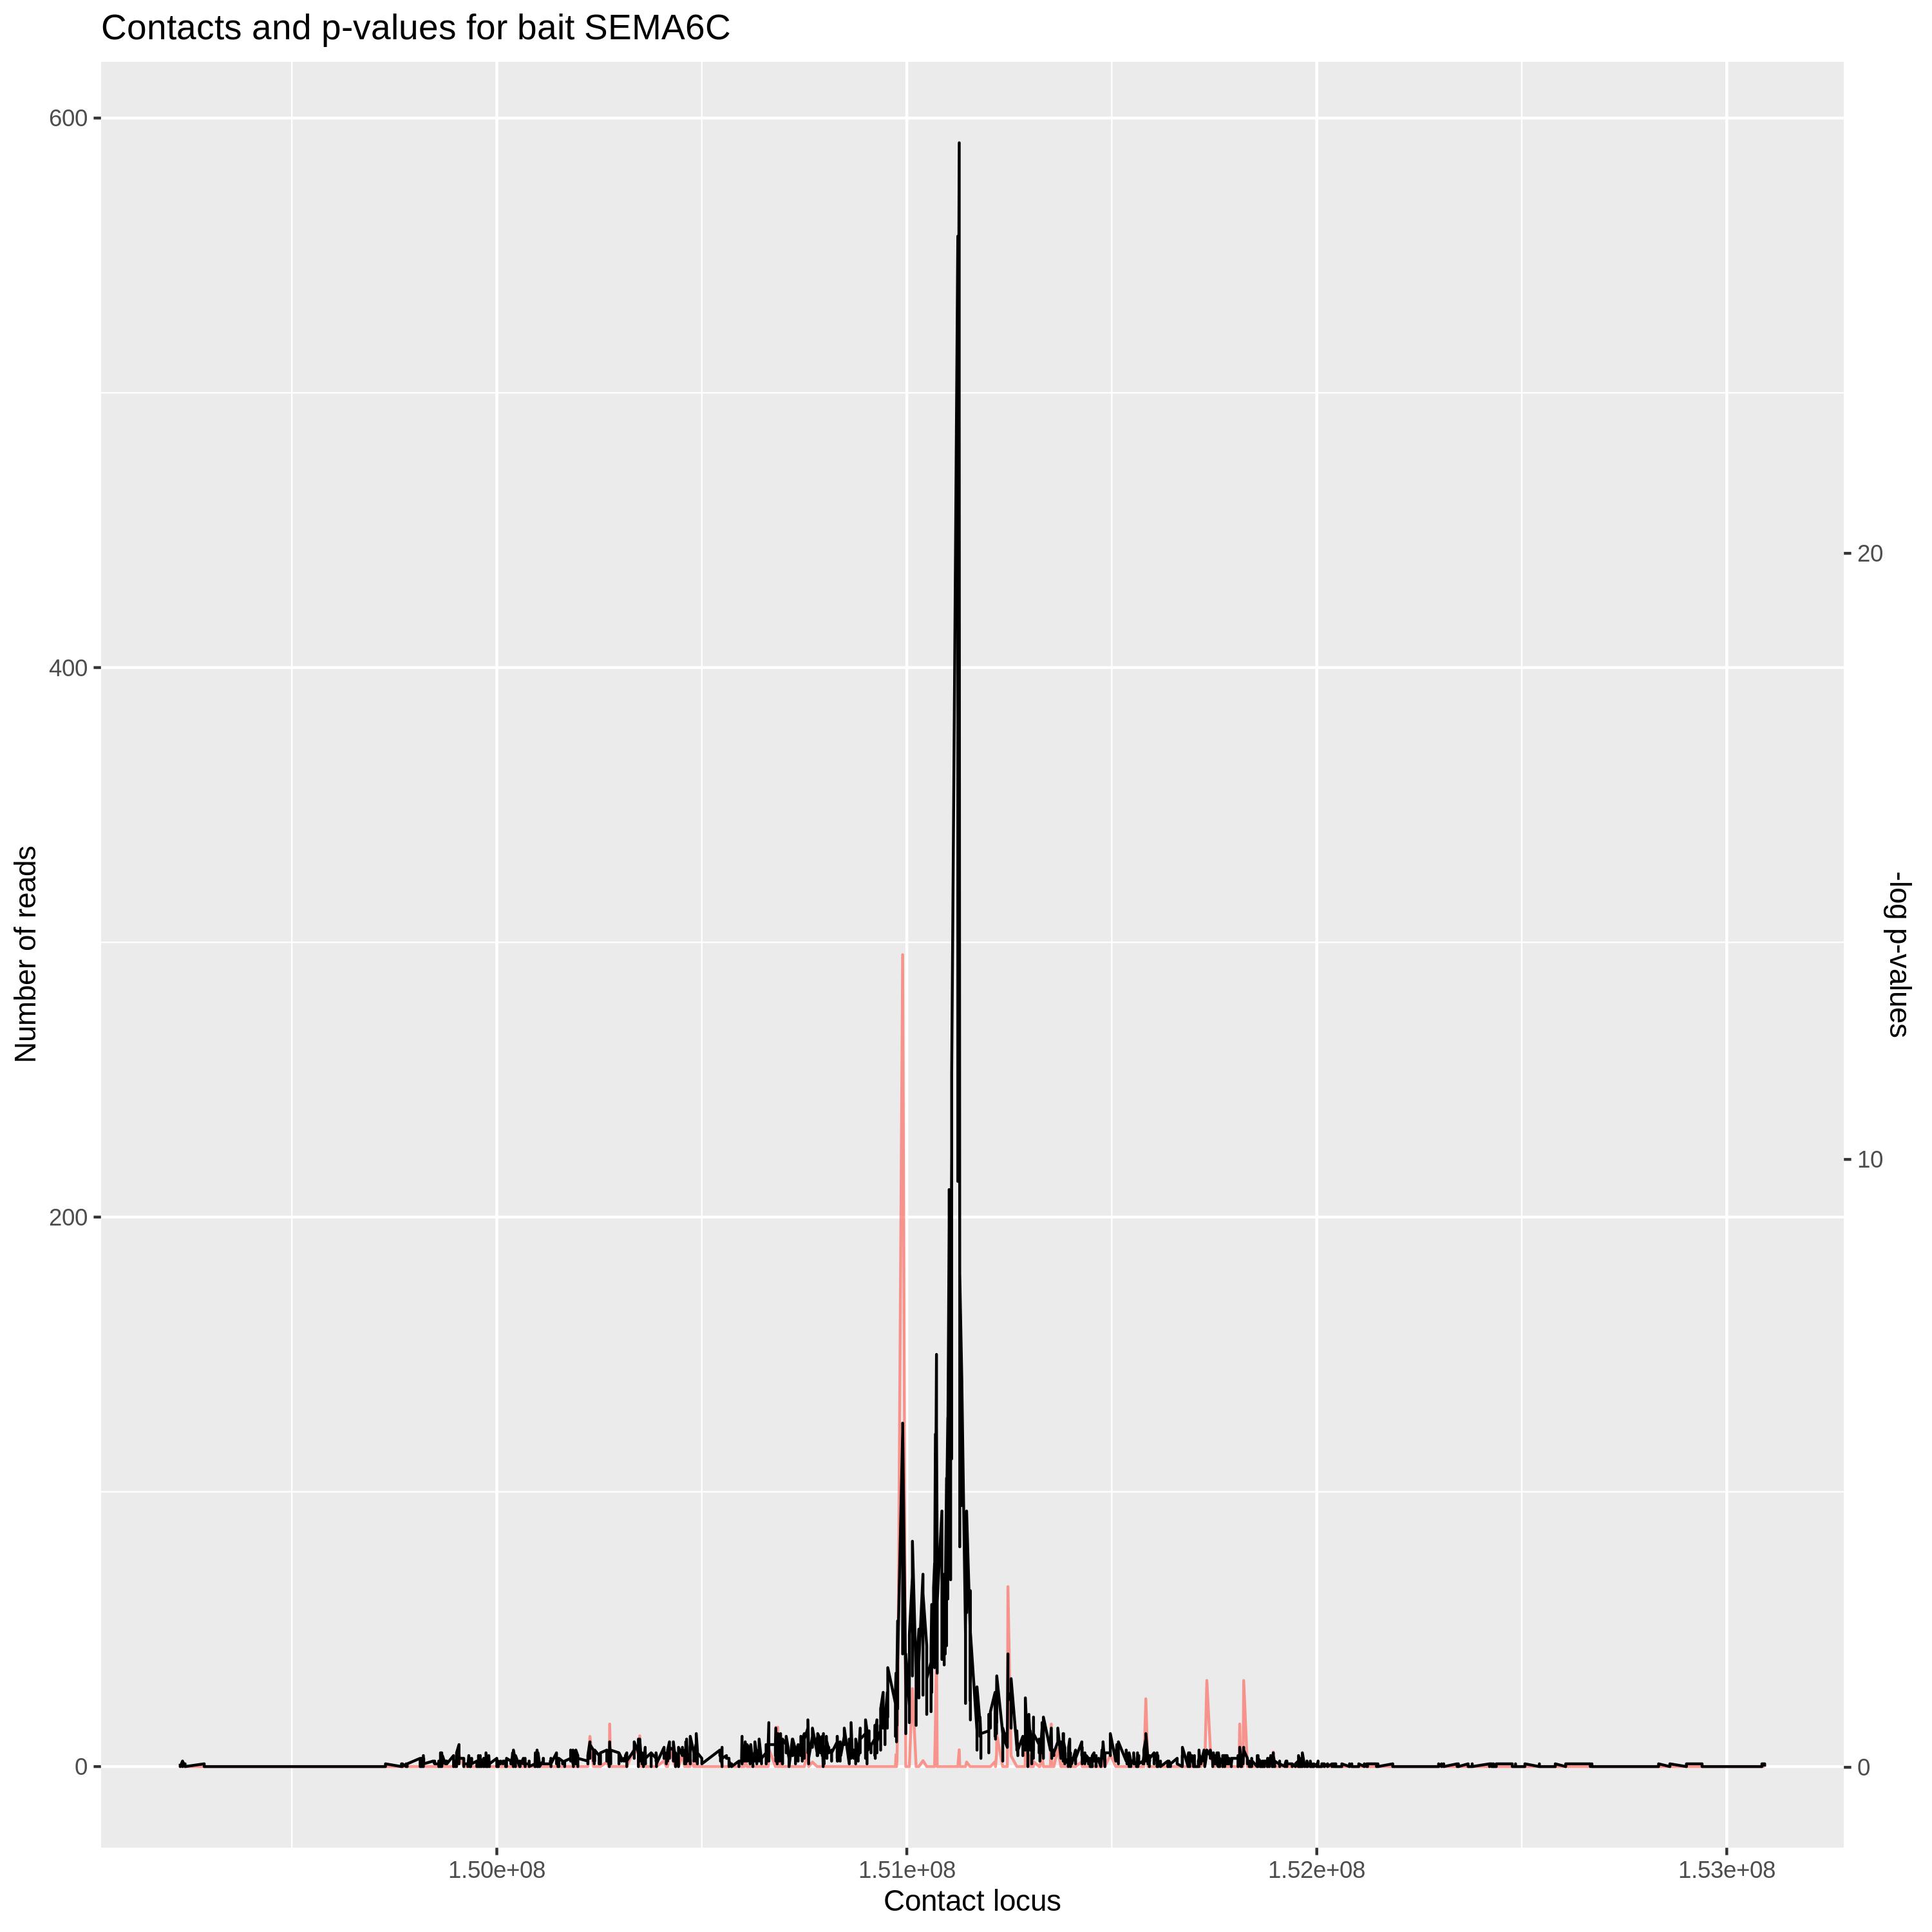 Contacts and p-values for bait SEMA6C
600
400
200
0
Number of reads
20
10
0
-log p-values
1.50e+08
1.51e+08
1.52e+08
1.53e+08
Contact locus